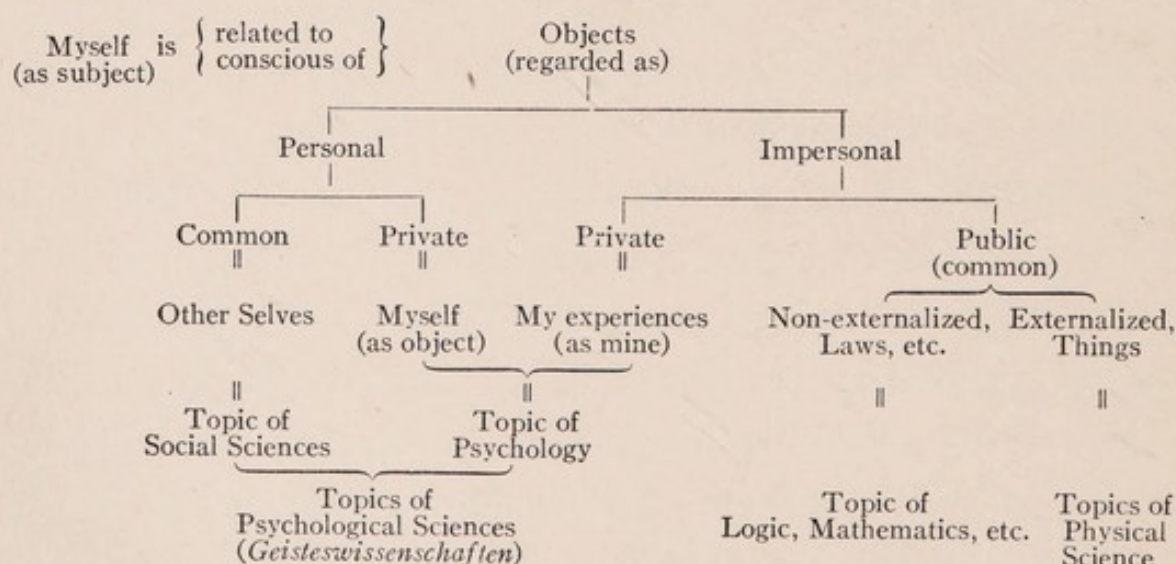 Myself is { related to
(as subject) { conscious of }
Objects
(regarded as)
Personal
Impersonal
Common
Private
Private
Public
(common)
||
||
||
Other Selves
Myself
(as object)
My experiences
(as mine)
Non-externalized,
Laws, etc.
Externalized,
Things
||
||
||
||
Topic of
Social Sciences
Topic of
Psychology
Topics of
Psychological Sciences
(Geisteswissenschaften)
Topic of
Logic, Mathematics, etc.
Topics of
Physical
Science